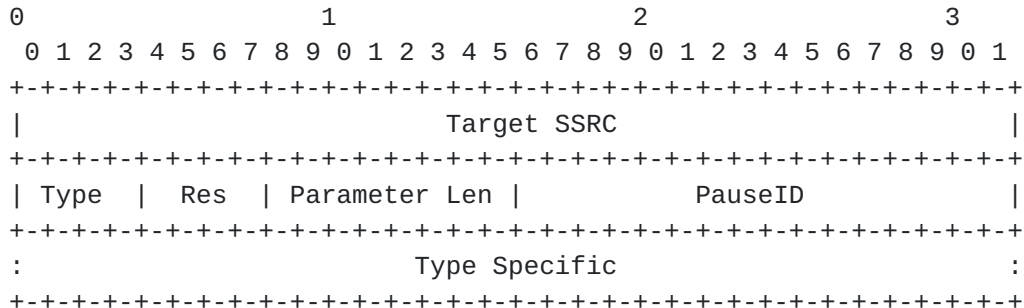 0                   1                   2                   3
 0 1 2 3 4 5 6 7 8 9 0 1 2 3 4 5 6 7 8 9 0 1 2 3 4 5 6 7 8 9 0 1
+-+-+-+-+-+-+-+-+-+-+-+-+-+-+-+-+-+-+-+-+-+-+-+-+-+-+-+-+-+-+-+-+
|                           Target SSRC                         |
+-+-+-+-+-+-+-+-+-+-+-+-+-+-+-+-+-+-+-+-+-+-+-+-+-+-+-+-+-+-+-+-+
| Type  |  Res  | Parameter Len |           PauseID             |
+-+-+-+-+-+-+-+-+-+-+-+-+-+-+-+-+-+-+-+-+-+-+-+-+-+-+-+-+-+-+-+-+
:                         Type Specific                         :
+-+-+-+-+-+-+-+-+-+-+-+-+-+-+-+-+-+-+-+-+-+-+-+-+-+-+-+-+-+-+-+-+